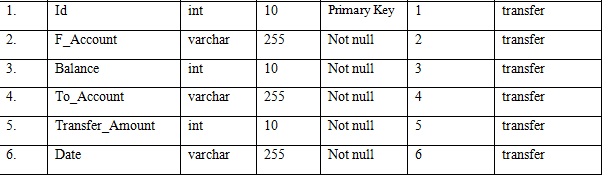 1. Id int 10 Primary Key 1 transfer
2. F_Account varchar 255 Not null 2 transfer
3. Balance int 10 Not null 3 transfer
4. To_Account varchar 255 Not null 4 transfer
5. Transfer_Amount int 10 Not null 5 transfer
6. Date varchar 255 Not null 6 transfer